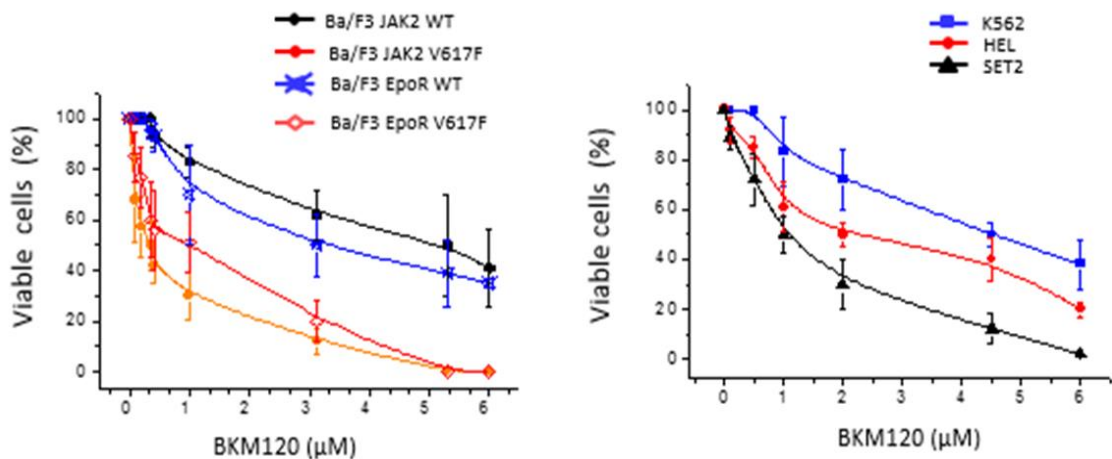 Ba/F3 JAK2 WT
Ba/F3 JAK2 V617F
Ba/F3 EpoR WT
Ba/F3 EpoR V617F
Viable cells (%)
100
80
60
40
20
0
0 1 2 3 4 5 6
BKM120 (μM)
K562
HEL
SET2
Viable cells (%)
100
80
60
40
20
0
0 1 2 3 4 5 6
BKM120 (μM)